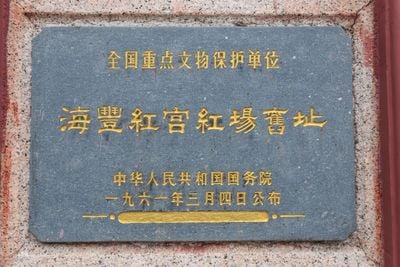 全国重点文物保护单位
海豐紅宫紅場舊址
中华人民共和国国务院
一九六一年三月四日公布